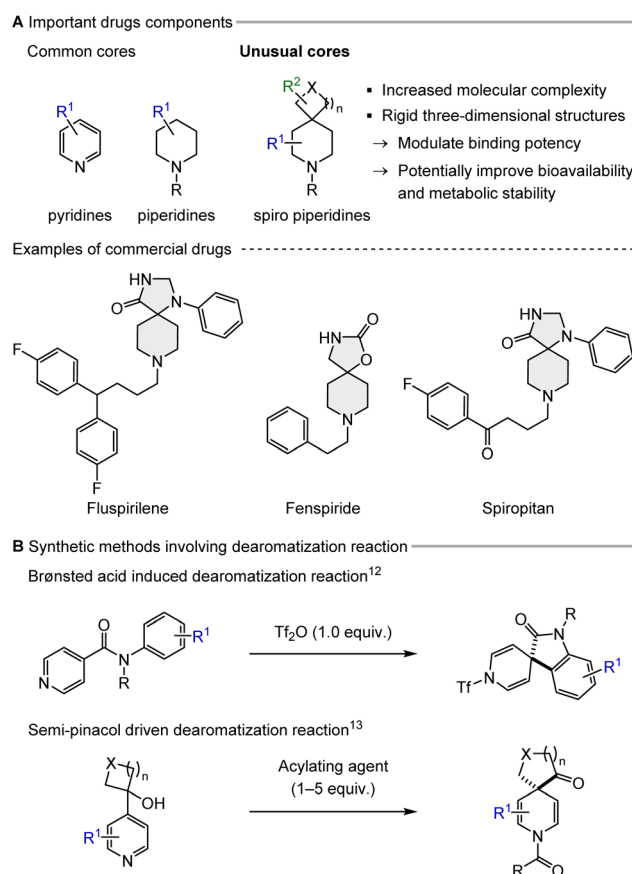 A Important drugs components
Common cores
Unusual cores
R¹
N
pyridines
R¹
N
R
piperidines
R²
X
( )n
R¹
N
R
spiro piperidines
▪ Increased molecular complexity
▪ Rigid three-dimensional structures
→ Modulate binding potency
→ Potentially improve bioavailability
and metabolic stability
Examples of commercial drugs
HN
O
N
N
F
F
Fluspirilene
O
HN
O
N
Fenspiride
HN
O
N
N
F
O
Spiropitan
B Synthetic methods involving dearomatization reaction
Brønsted acid induced dearomatization reaction¹²
O
R¹
N
R
N
Tf₂O (1.0 equiv.)
R
O
N
R¹
Tf
N
Semi-pinacol driven dearomatization reaction¹³
X
( )n
OH
R¹
N
Acylating agent
(1–5 equiv.)
X
( )n
O
R¹
N
R
O